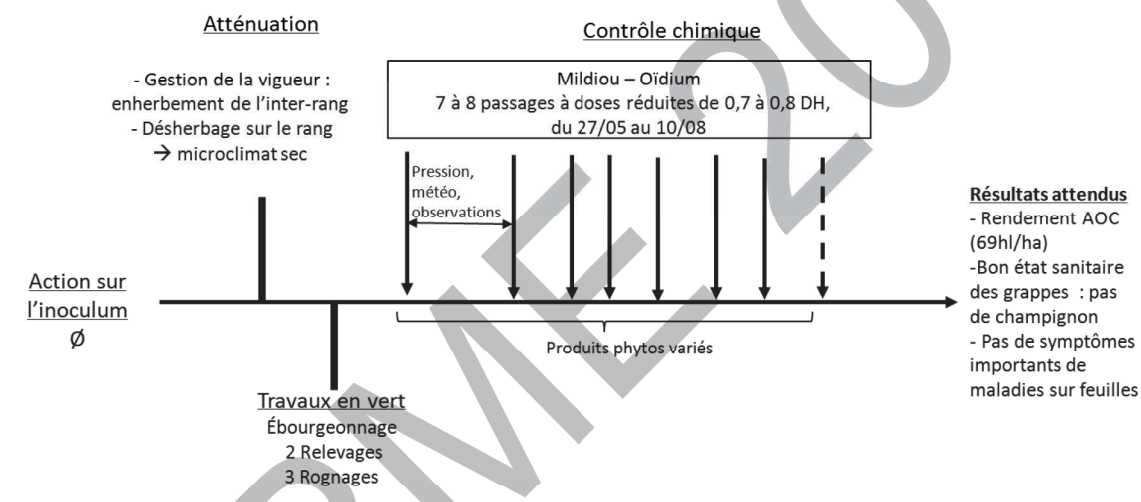 Atténuation
- Gestion de la vigueur :
enherbement de l'inter-rang
- Désherbage sur le rang
→ microclimat sec
Contrôle chimique
Mildiou – Oïdium
7 à 8 passages à doses réduites de 0,7 à 0,8 DH,
du 27/05 au 10/08
Pression,
météo,
observations
Action sur
l'inoculum
Ø
Produits phytos variés
Travaux en vert
Ébourgeonnage
2 Relevages
3 Rognages
Résultats attendus
- Rendement AOC
(69hl/ha)
-Bon état sanitaire
des grappes : pas
de champignon
- Pas de symptômes
importants de
maladies sur feuilles